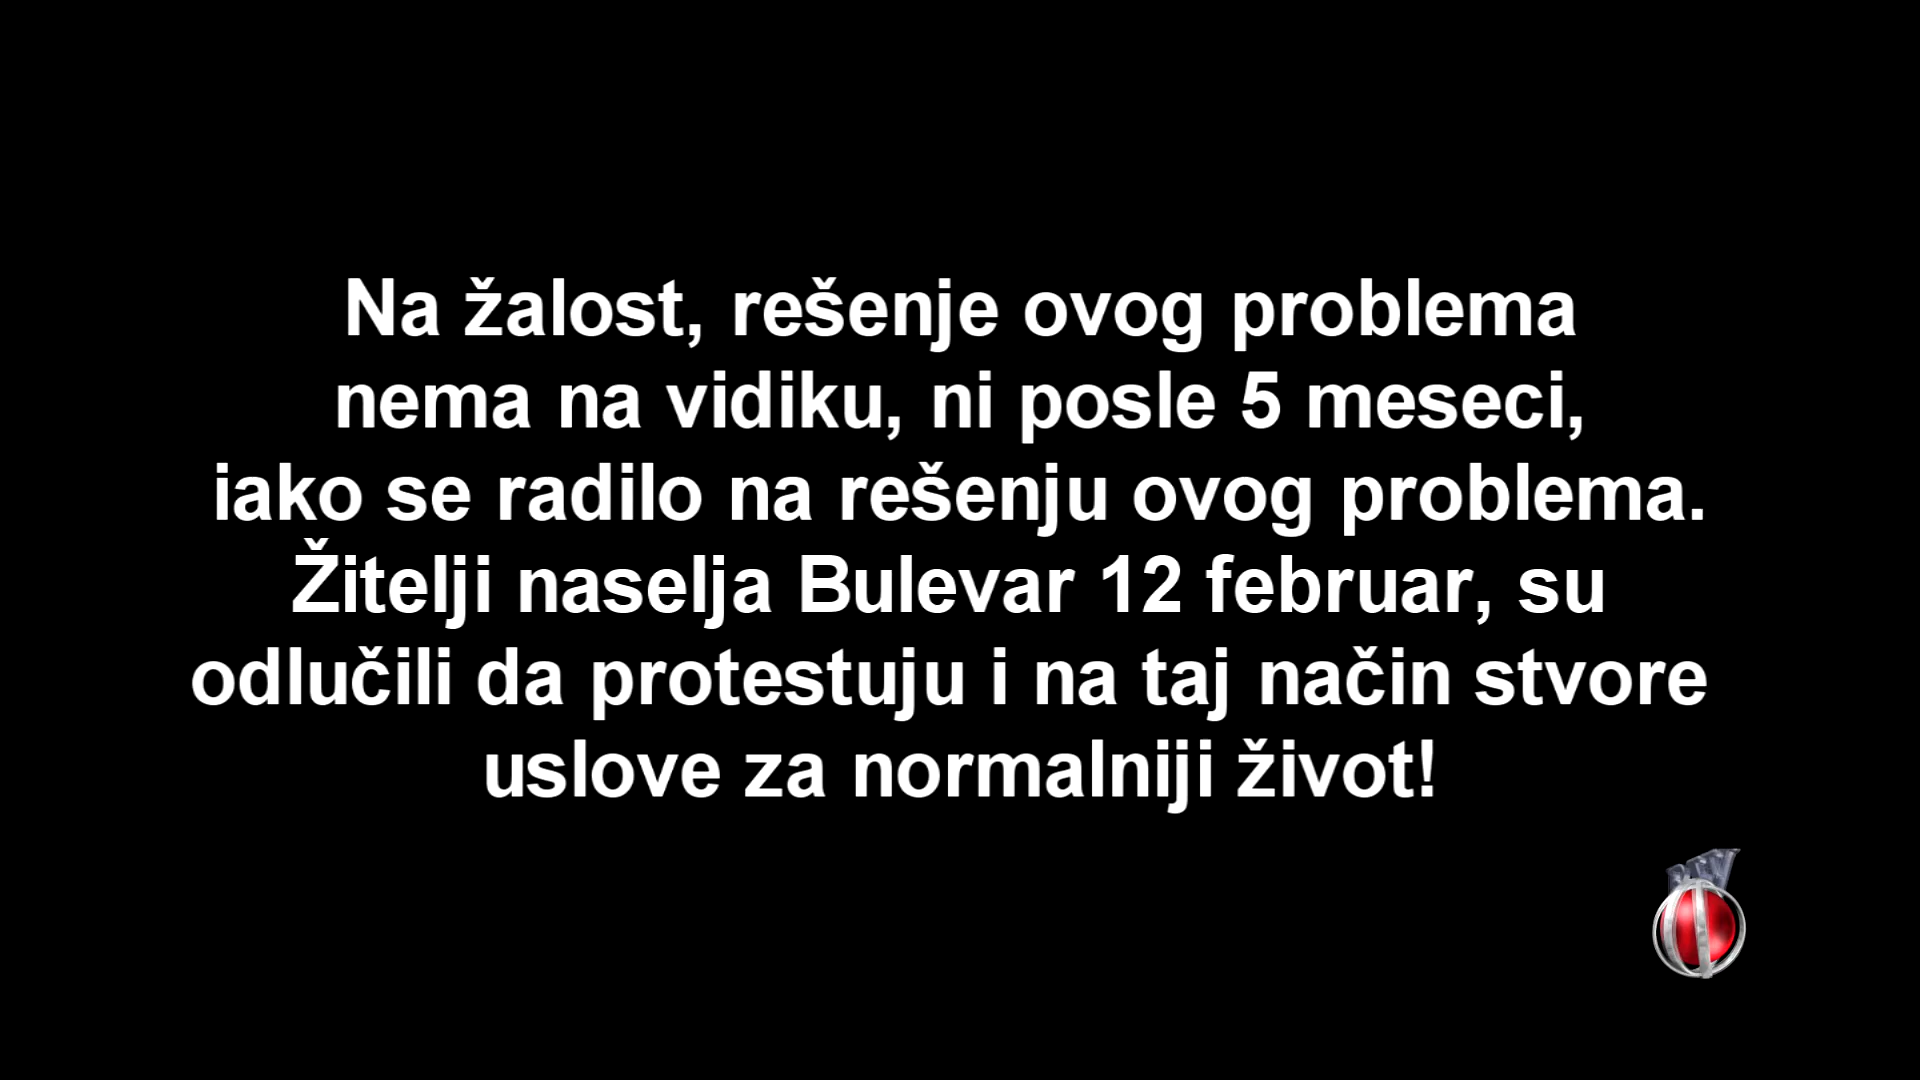 Na žalost, rešenje ovog problema
nema na vidiku, ni posle 5 meseci,
iako se radilo na rešenju ovog problema.
Žitelji naselja Bulevar 12 februar, su
odlučili da protestuju i na taj način stvore
uslove za normalniji život!